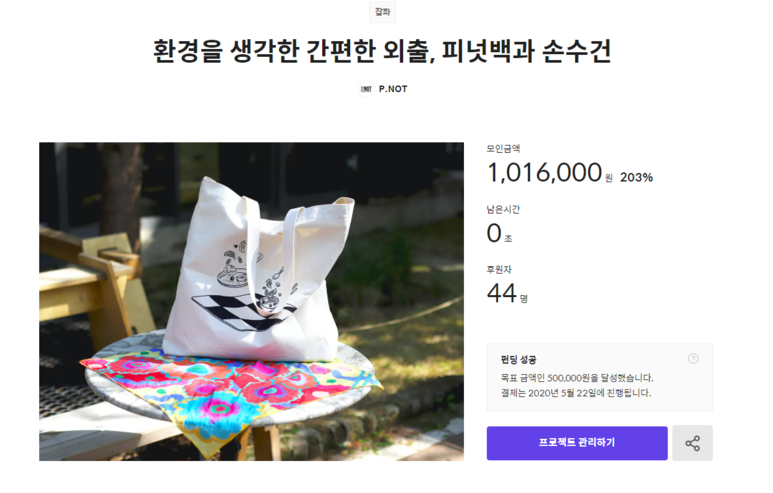 잡화
환경을 생각한 간편한 외출, 피넛백과 손수건
P.NOT P.NOT
모인금액
1,016,000 원 203%
남은시간
0 초
후원자
44 명
펀딩 성공
목표 금액인 500,000원을 달성했습니다.
결제는 2020년 5월 22일에 진행됩니다.
프로젝트 관리하기